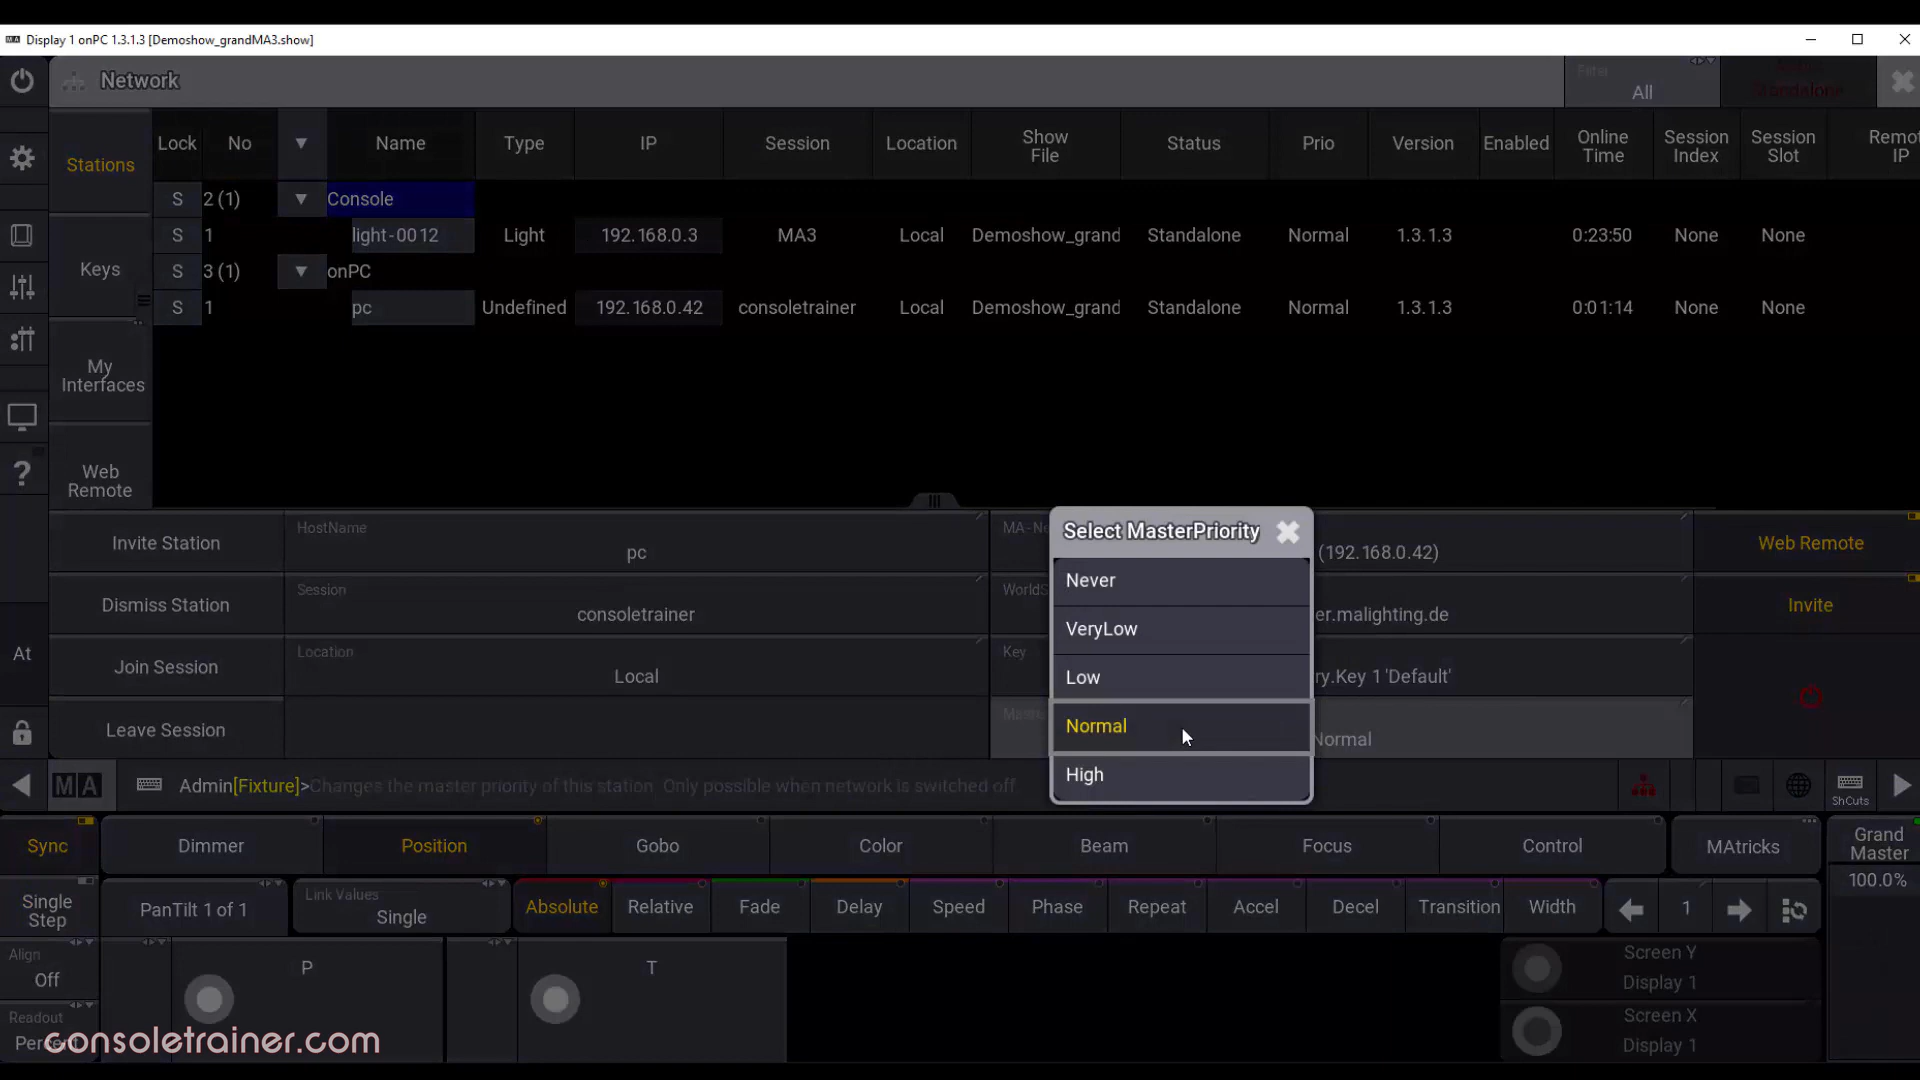 Display 1 onPC 1.3.1.3 [Demoshow_grandMA3.show]
Network
All
Standalone
Stations
Keys
My
Interfaces
Web
Remote
Lock No Name Type IP Session Location Show File Status Prio Version Enabled Online Time Session Index Session Slot Remot IP
S 2 (1) Console
S 1 light-0012 Light 192.168.0.3 MA3 Local Demoshow_grand Standalone Normal 1.3.1.3 0:23:50 None None
S 3 (1) onPC
S 1 pc Undefined 192.168.0.42 consoletrainer Local Demoshow_grand Standalone Normal 1.3.1.3 0:01:14 None None
Invite Station
HostName
pc
MA-Ne
(192.168.0.42)
Web Remote
Dismiss Station
Session
consoletrainer
WorldS
er.malighting.de
Invite
Join Session
Location
Local
Key
ry.Key 1 'Default'
Leave Session
Maste
Normal
Select MasterPriority
Never
VeryLow
Low
Normal
High
At
MA
Admin[Fixture]>Changes the master priority of this station. Only possible when network is switched off.
ShCuts
Sync
Dimmer Position Gobo Color Beam Focus Control MAtricks
Grand
Master
100.0%
Single
Step
PanTilt 1 of 1
Link Values
Single
Absolute Relative Fade Delay Speed Phase Repeat Accel Decel Transition Width 1
Align
Off
P T
Screen Y
Display 1
Readout
Screen X
Display 1
consoletrainer.com